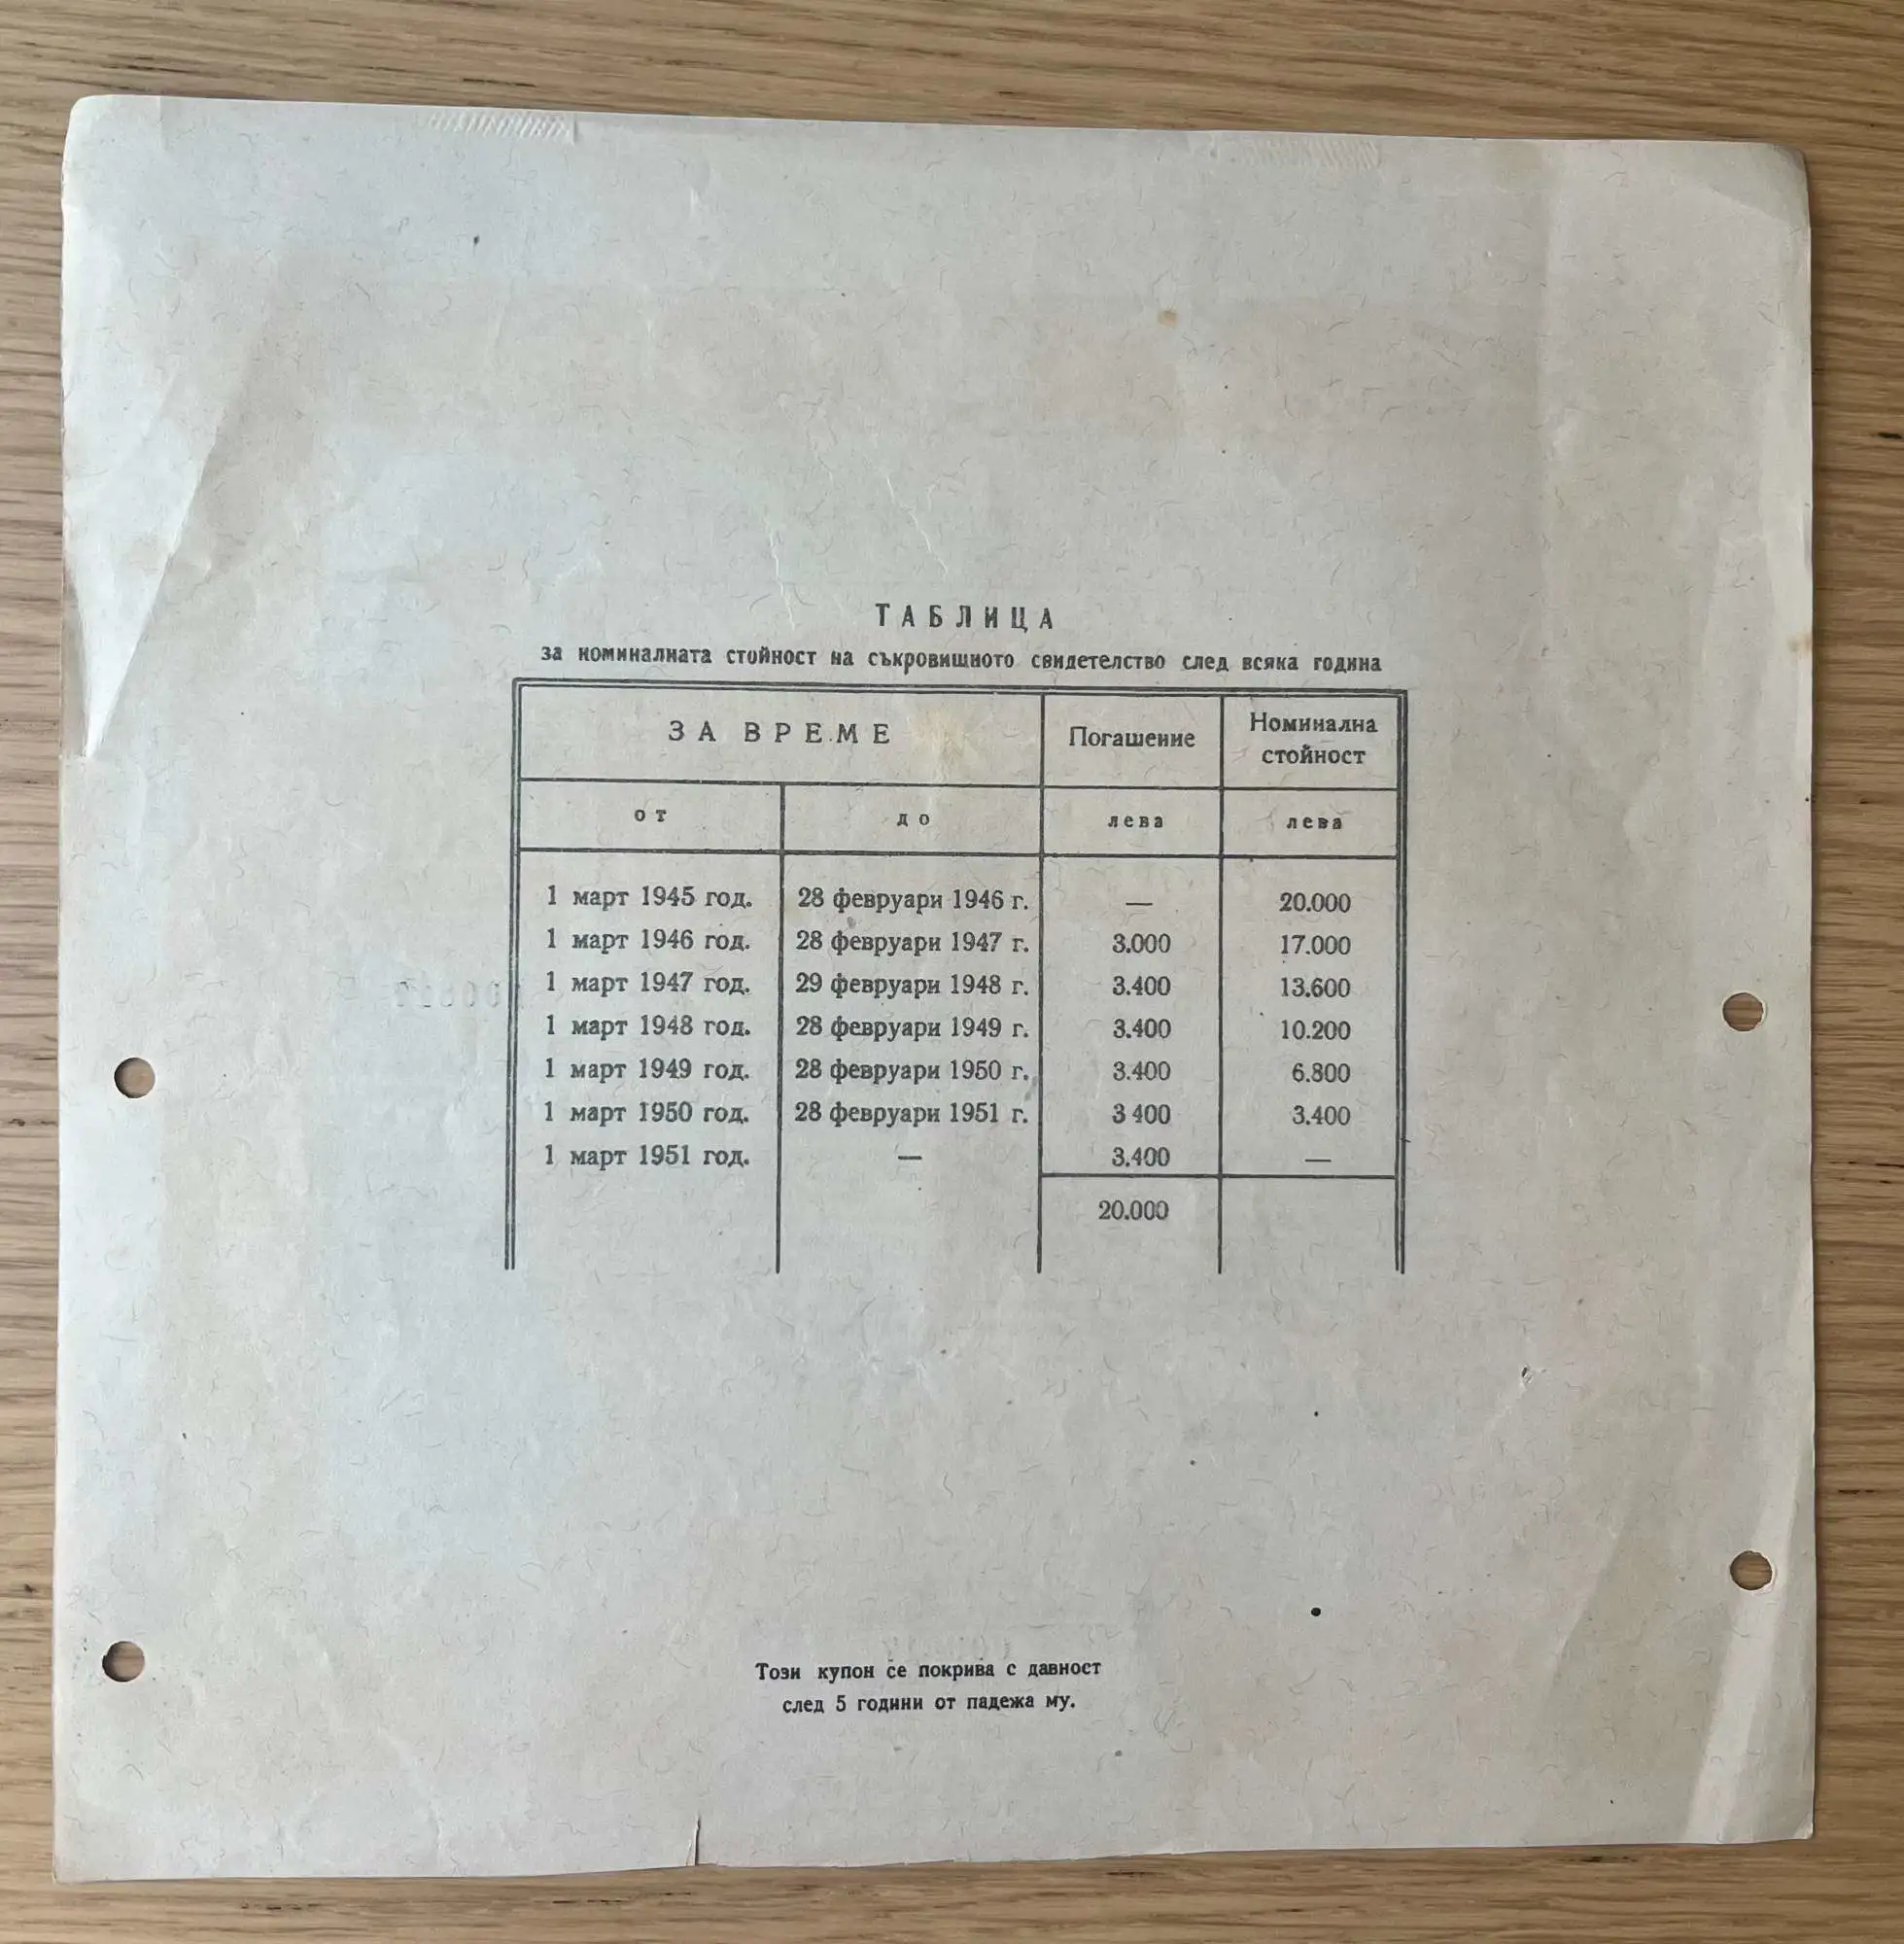 ТАБЛИЦА
за номиналната стойност на съкровищното свидетелство след всяка година
ЗА ВРЕМЕ Погашение Номинална стойност
от до лева лева
1 март 1945 год. 28 февруари 1946 г. — 20.000
1 март 1946 год. 28 февруари 1947 г. 3.000 17.000
1 март 1947 год. 29 февруари 1948 г. 3.400 13.600
1 март 1948 год. 28 февруари 1949 г. 3.400 10.200
1 март 1949 год. 28 февруари 1950 г. 3.400 6.800
1 март 1950 год. 28 февруари 1951 г. 3 400 3.400
1 март 1951 год. — 3.400 —
20.000
Този купон се покрива с давност
след 5 години от падежа му.